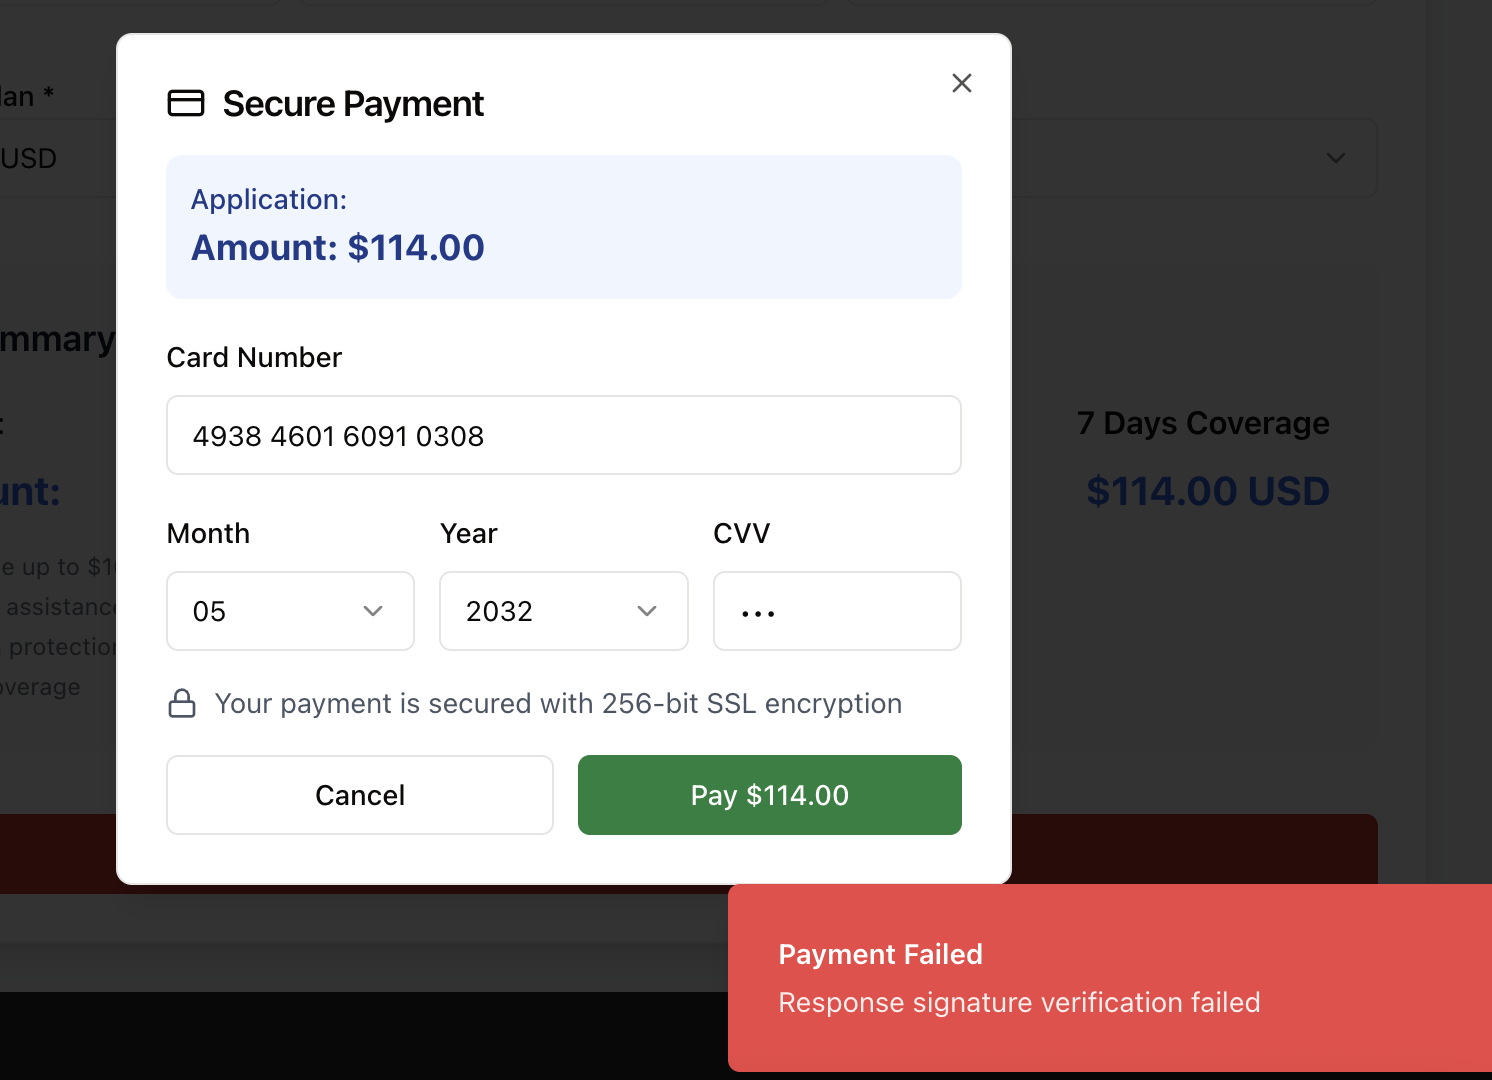 lan *
USD
Secure Payment
Application:
Amount: $114.00
Card Number
4938 4601 6091 0308
Month
Year
CVV
05
2032
•••
Your payment is secured with 256-bit SSL encryption
Cancel
Pay $114.00
mmary
:
7 Days Coverage
unt:
$114.00 USD
e up to $1
assistanc
protection
overage
Payment Failed
Response signature verification failed